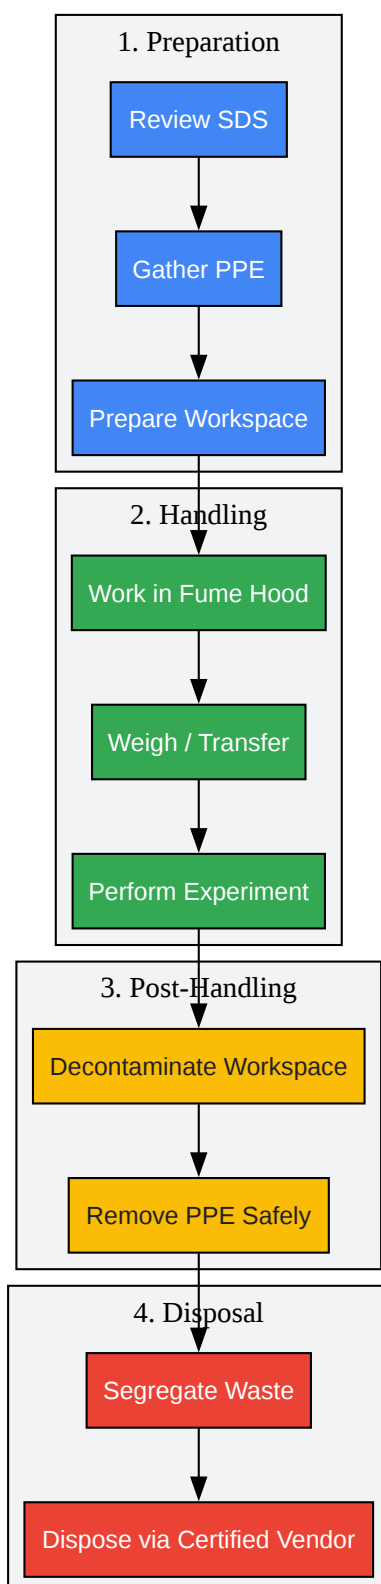 1. Preparation
Review SDS
Gather PPE
Prepare Workspace
2. Handling
Work in Fume Hood
Weigh / Transfer
Perform Experiment
3. Post-Handling
Decontaminate Workspace
Remove PPE Safely
4. Disposal
Segregate Waste
Dispose via Certified Vendor